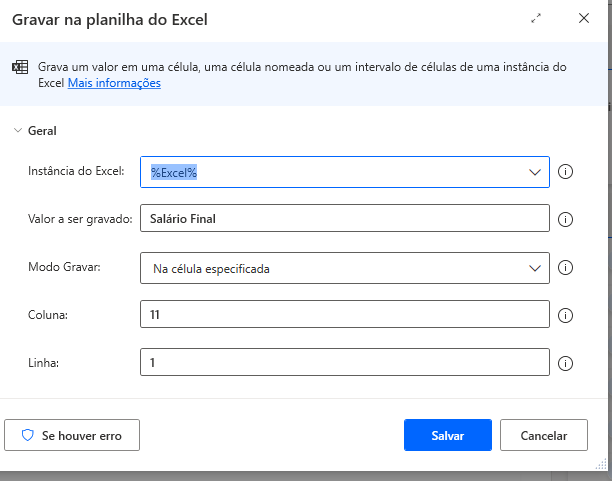 Gravar na planilha do Excel
Grava um valor em uma célula, uma célula nomeada ou um intervalo de células de uma instância do
Excel Mais informações
Geral
Instância do Excel: %Excel%
Valor a ser gravado: Salário Final
Modo Gravar: Na célula especificada
Coluna: 11
Linha: 1
Se houver erro Salvar Cancelar